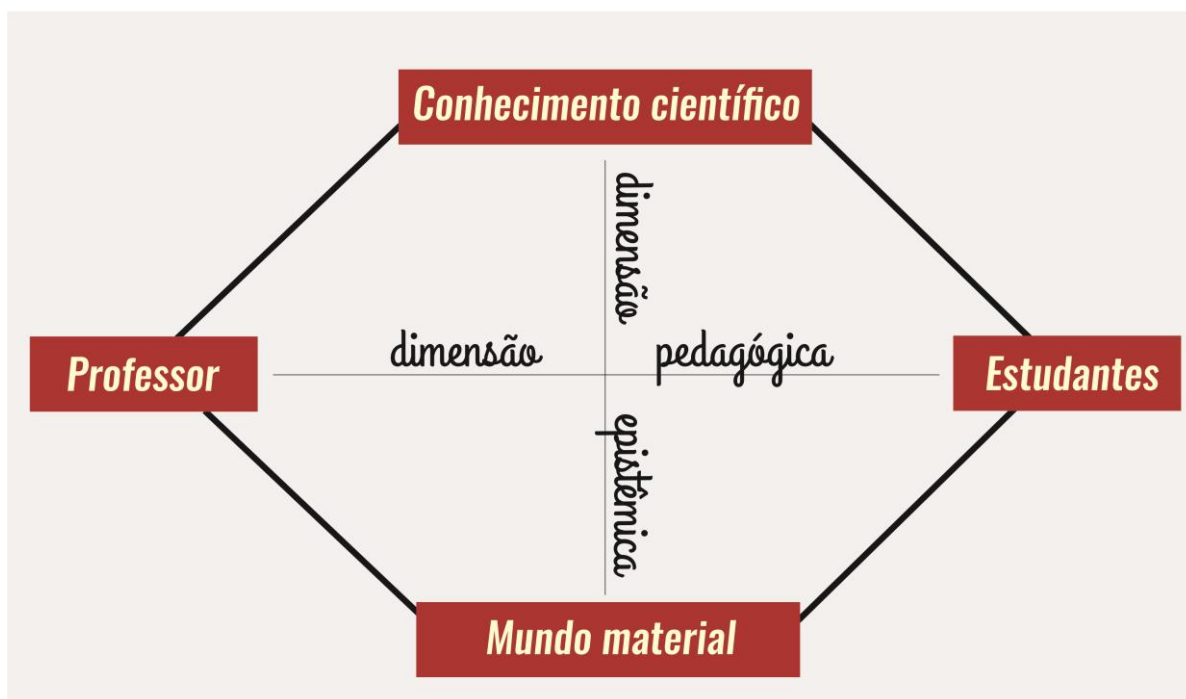 Conhecimento científico
dimensão
dimensão pedagógica
Professor
Estudantes
epistêmica
Mundo material